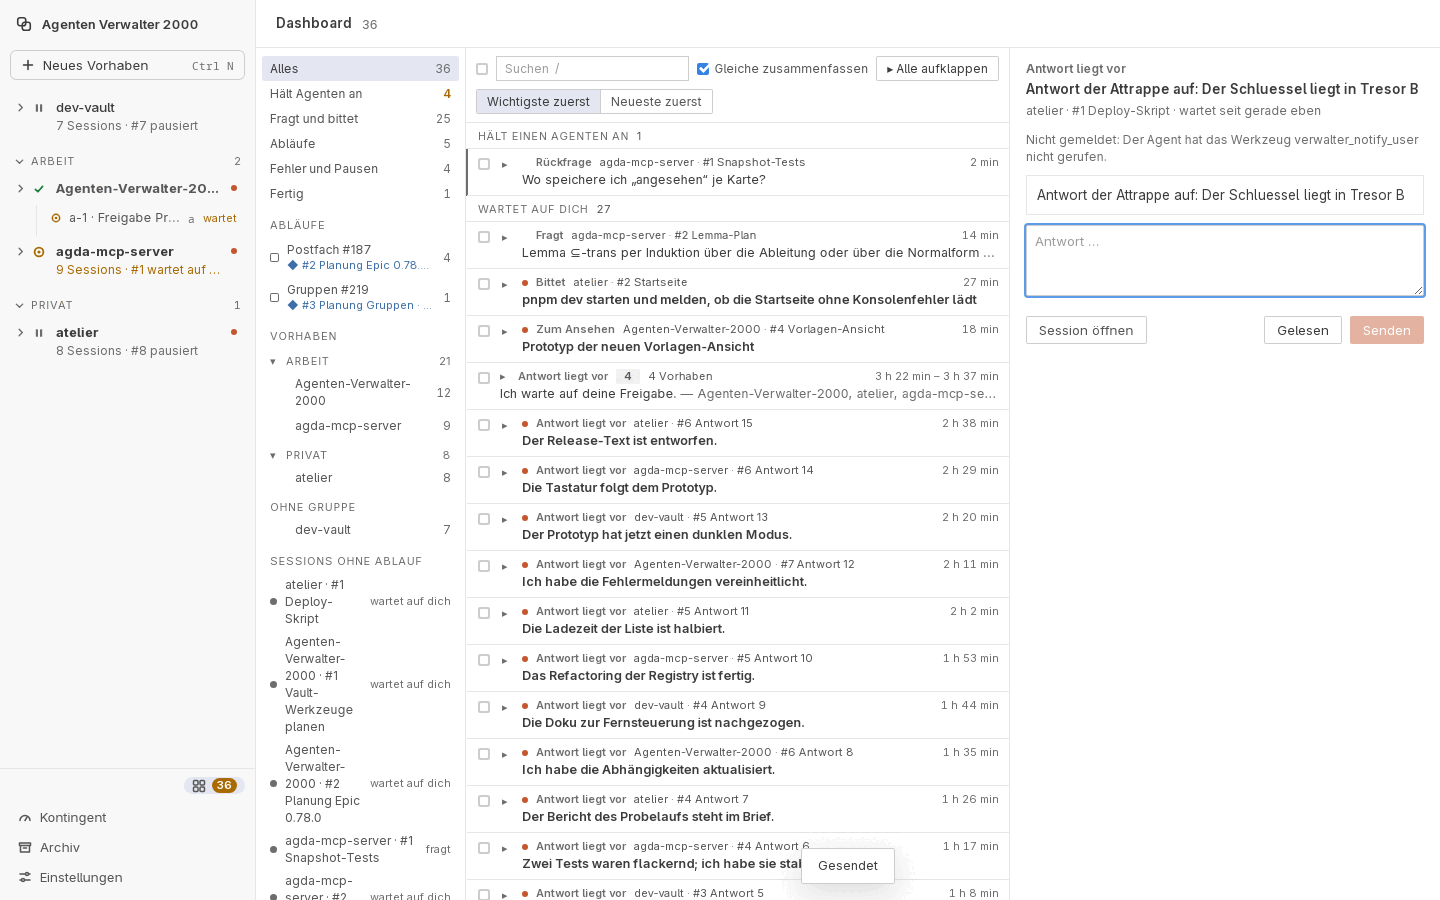 Agenten Verwalter 2000
Neues Vorhaben Ctrl N
dev-vault
7 Sessions · #7 pausiert
ARBEIT 2
Agenten-Verwalter-20...
a-1 · Freigabe Pr... a wartet
agda-mcp-server
9 Sessions · #1 wartet auf ...
PRIVAT 1
atelier
8 Sessions · #8 pausiert
36
Kontingent
Archiv
Einstellungen
Dashboard 36
Alles 36
Hält Agenten an 4
Fragt und bittet 25
Abläufe 5
Fehler und Pausen 4
Fertig 1
ABLÄUFE
Postfach #187
◆ #2 Planung Epic 0.78.... 4
Gruppen #219
◆ #3 Planung Gruppen · ... 1
VORHABEN
▾ ARBEIT 21
Agenten-Verwalter-
2000 12
agda-mcp-server 9
▾ PRIVAT 8
atelier 8
OHNE GRUPPE
dev-vault 7
SESSIONS OHNE ABLAUF
atelier · #1
Deploy- wartet auf dich
Skript
Agenten-
Verwalter-
2000 · #1 wartet auf dich
Vault-
Werkzeuge
planen
Agenten-
Verwalter-
2000 · #2 wartet auf dich
Planung Epic
0.78.0
agda-mcp-server · #1 fragt
Snapshot-Tests
agda-mcp-
server · #2 wartet auf dich
Suchen /
Gleiche zusammenfassen
▸ Alle aufklappen
Wichtigste zuerst Neueste zuerst
HÄLT EINEN AGENTEN AN 1
▸ Rückfrage agda-mcp-server · #1 Snapshot-Tests 2 min
Wo speichere ich „angesehen“ je Karte?
WARTET AUF DICH 27
▸ Fragt agda-mcp-server · #2 Lemma-Plan 14 min
Lemma ⊆-trans per Induktion über die Ableitung oder über die Normalform ...
▸ Bittet atelier · #2 Startseite 27 min
pnpm dev starten und melden, ob die Startseite ohne Konsolenfehler lädt
▸ Zum Ansehen Agenten-Verwalter-2000 · #4 Vorlagen-Ansicht 18 min
Prototyp der neuen Vorlagen-Ansicht
▸ Antwort liegt vor 4 4 Vorhaben 3 h 22 min – 3 h 37 min
Ich warte auf deine Freigabe. — Agenten-Verwalter-2000, atelier, agda-mcp-se...
▸ Antwort liegt vor atelier · #6 Antwort 15 2 h 38 min
Der Release-Text ist entworfen.
▸ Antwort liegt vor agda-mcp-server · #6 Antwort 14 2 h 29 min
Die Tastatur folgt dem Prototyp.
▸ Antwort liegt vor dev-vault · #5 Antwort 13 2 h 20 min
Der Prototyp hat jetzt einen dunklen Modus.
▸ Antwort liegt vor Agenten-Verwalter-2000 · #7 Antwort 12 2 h 11 min
Ich habe die Fehlermeldungen vereinheitlicht.
▸ Antwort liegt vor atelier · #5 Antwort 11 2 h 2 min
Die Ladezeit der Liste ist halbiert.
▸ Antwort liegt vor agda-mcp-server · #5 Antwort 10 1 h 53 min
Das Refactoring der Registry ist fertig.
▸ Antwort liegt vor dev-vault · #4 Antwort 9 1 h 44 min
Die Doku zur Fernsteuerung ist nachgezogen.
▸ Antwort liegt vor Agenten-Verwalter-2000 · #6 Antwort 8 1 h 35 min
Ich habe die Abhängigkeiten aktualisiert.
▸ Antwort liegt vor atelier · #4 Antwort 7 1 h 26 min
Der Bericht des Probelaufs steht im Brief.
▸ Antwort liegt vor agda-mcp-server · #4 Antwort 6 1 h 17 min
Zwei Tests waren flackernd; ich habe sie
▸ Antwort liegt vor dev-vault · #3 Antwort 5 1 h 8 min
Gesendet
Antwort liegt vor
Antwort der Attrappe auf: Der Schluessel liegt in Tresor B
atelier · #1 Deploy-Skript · wartet seit gerade eben
Nicht gemeldet: Der Agent hat das Werkzeug verwalter_notify_user
nicht gerufen.
Antwort der Attrappe auf: Der Schluessel liegt in Tresor B
Antwort ...
Session öffnen Gelesen Senden